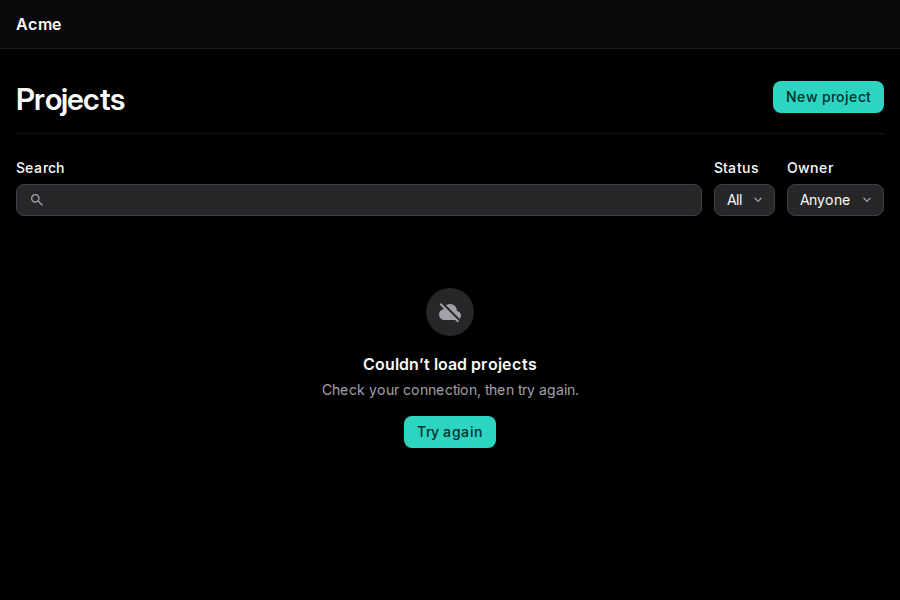 Acme
Projects
New project
Search
Status
Owner
All
Anyone
Couldn’t load projects
Check your connection, then try again.
Try again